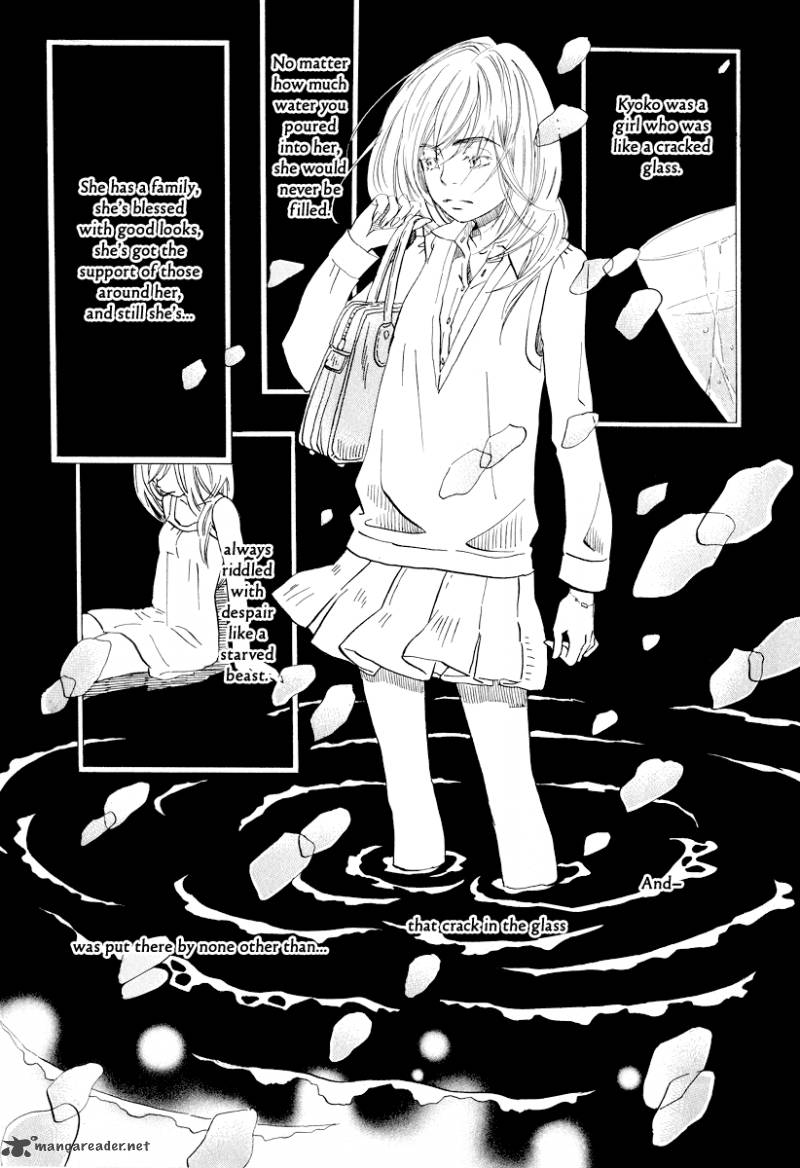 Kyoko was a
girl who was
like a cracked
glass.
No matter
how much
water you
poured
into her,
she would
never be
filled.
She has a family,
she's blessed
with good looks,
she's got the
support of those
around her,
and still she's...
always
riddled
with
despair
like a
starved
beast.
And–
that crack in the glass
was put there by none other than...
mangareader.net